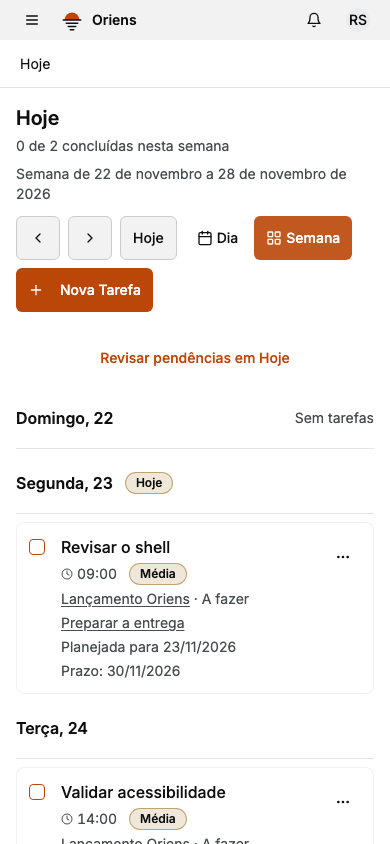 Oriens
RS
Hoje
Hoje
0 de 2 concluídas nesta semana
Semana de 22 de novembro a 28 de novembro de
2026
Hoje
Dia
Semana
+ Nova Tarefa
Revisar pendências em Hoje
Domingo, 22
Sem tarefas
Segunda, 23
Hoje
Revisar o shell
09:00
Média
Lançamento Oriens · A fazer
Preparar a entrega
Planejada para 23/11/2026
Prazo: 30/11/2026
Terça, 24
Validar acessibilidade
14:00
Média
Lançamento Oriens · A fazer